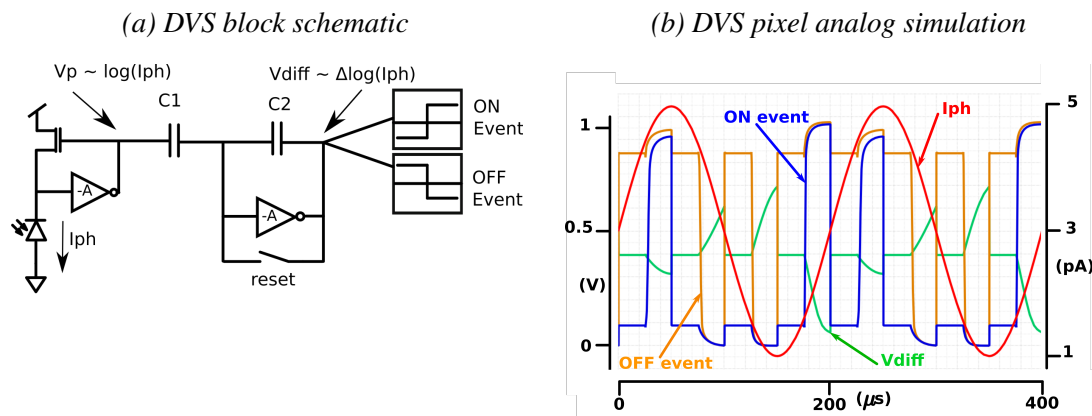 (a) DVS block schematic
Vp ~ log(Iph)
Vdiff ~ Δlog(Iph)
C1
C2
ON
Event
OFF
Event
-A
-A
Iph
reset
(b) DVS pixel analog simulation
1
0.5
(V)
0
ON event
Iph
OFF event
Vdiff
5
3
(pA)
1
0
200
(μs)
400